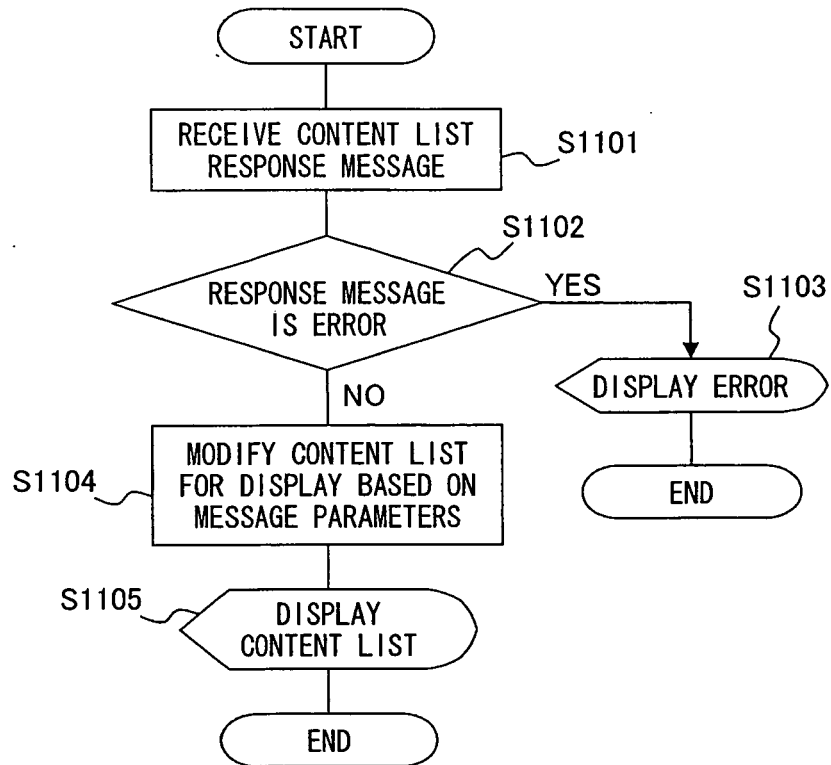 START
RECEIVE CONTENT LIST
RESPONSE MESSAGE
S1101
S1102
RESPONSE MESSAGE
IS ERROR
YES
S1103
DISPLAY ERROR
END
NO
MODIFY CONTENT LIST
FOR DISPLAY BASED ON
MESSAGE PARAMETERS
S1104
S1105
DISPLAY
CONTENT LIST
END